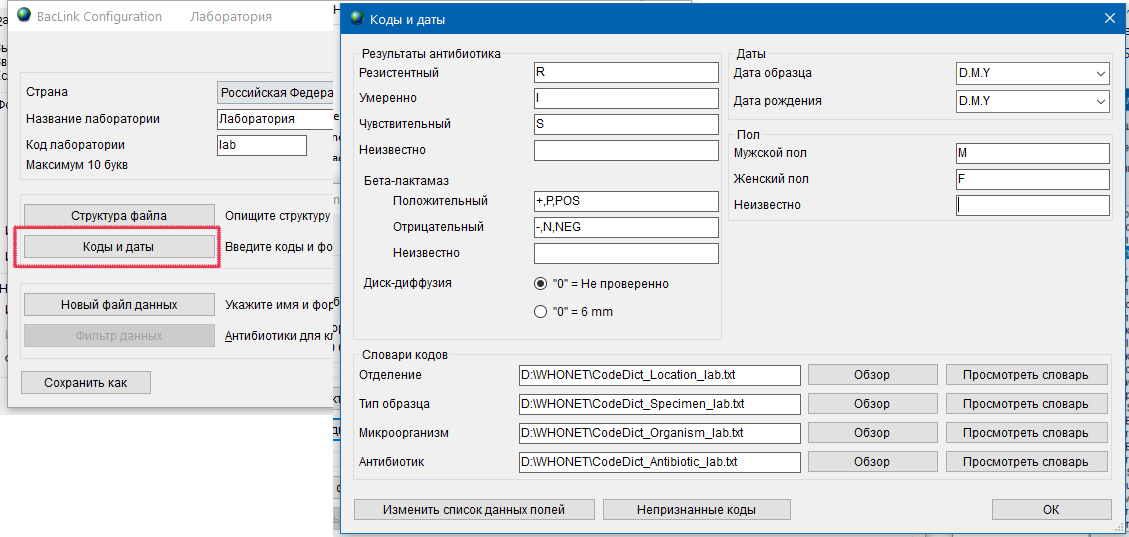 BacLink Configuration Лаборатория
Страна Российская Федера
Название лаборатории Лаборатория
Код лаборатории lab
Максимум 10 букв
Структура файла Опищите структуру
Коды и даты Введите коды и фо
Новый файл данных Укажите имя и фор
Фильтр данных Антибиотики для кл
Сохранить как
Коды и даты
Результаты антибиотика
Резистентный R
Умеренно I
Чувствительный S
Неизвестно
Бета-лактамаз
Положительный +,P,POS
Отрицательный -,N,NEG
Неизвестно
Диск-диффузия "0" = Не проверенно
"0" = 6 mm
Даты
Дата образца D.M.Y
Дата рождения D.M.Y
Пол
Мужской пол M
Женский пол F
Неизвестно
Словари кодов
Отделение D:\WHONET\CodeDict_Location_lab.txt Обзор Просмотреть словарь
Тип образца D:\WHONET\CodeDict_Specimen_lab.txt Обзор Просмотреть словарь
Микроорганизм D:\WHONET\CodeDict_Organism_lab.txt Обзор Просмотреть словарь
Антибиотик D:\WHONET\CodeDict_Antibiotic_lab.txt Обзор Просмотреть словарь
Изменить список данных полей Непризнанные коды OK